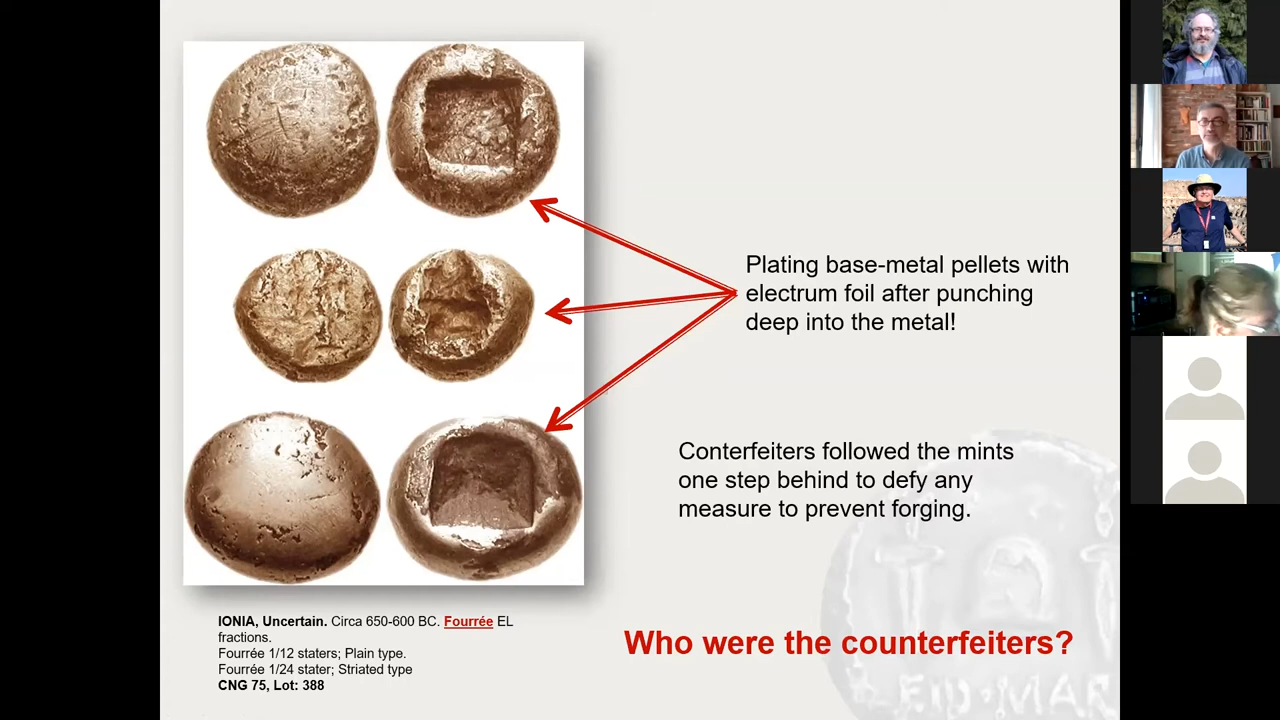 Plating base-metal pellets with
electrum foil after punching
deep into the metal!
Conterfeiters followed the mints
one step behind to defy any
measure to prevent forging.
IONIA, Uncertain. Circa 650-600 BC. Fourrée EL
fractions.
Fourrée 1/12 staters; Plain type.
Fourrée 1/24 stater; Striated type
CNG 75, Lot: 388
Who were the counterfeiters?
EID·MAR